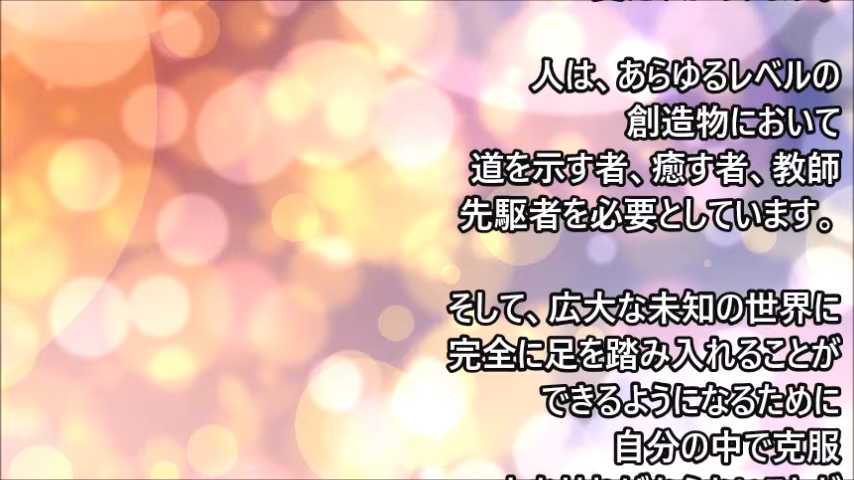 人は、あらゆるレベルの
創造物において
道を示す者、癒す者、教師
先駆者を必要としています。
そして、広大な未知の世界に
完全に足を踏み入れることが
できるようになるために
自分の中で克服